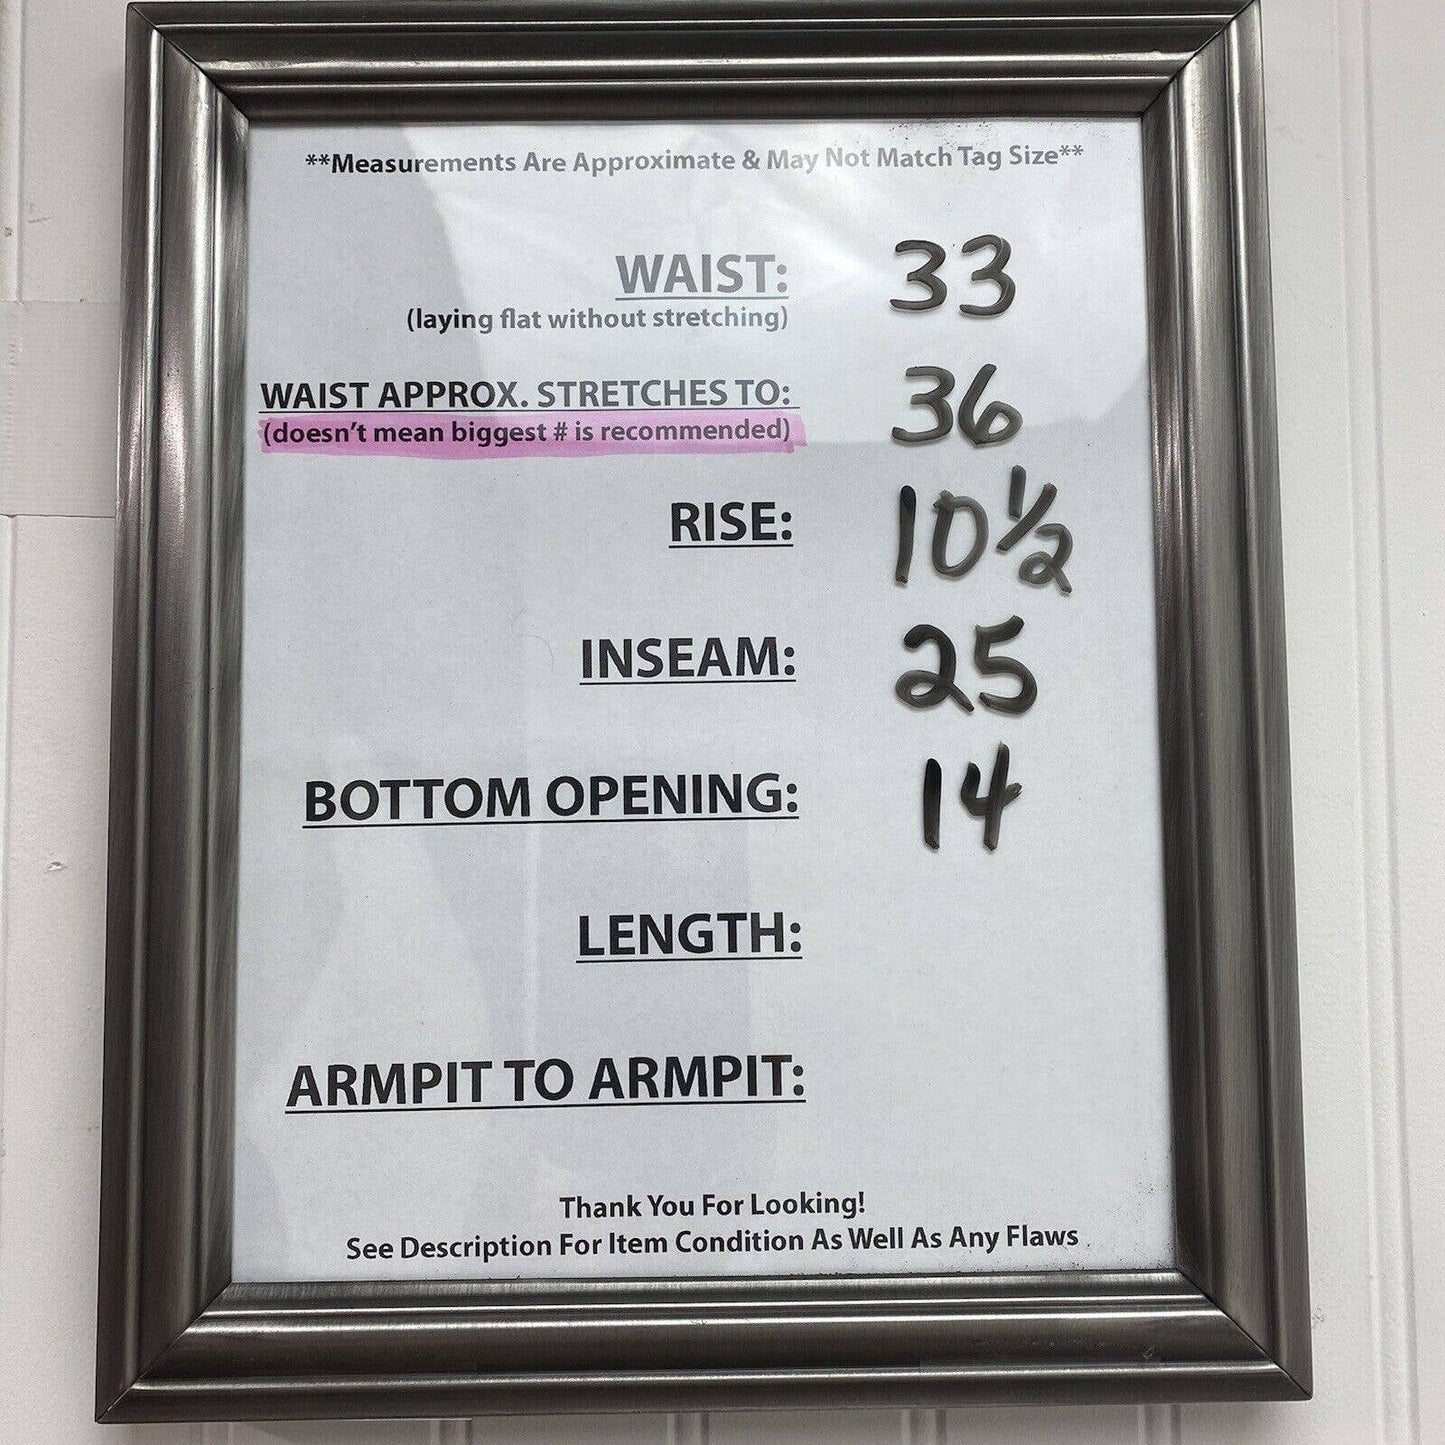 **Measurements Are Approximate & May Not Match Tag Size**
WAIST: 33
(laying flat without stretching)
WAIST APPROX. STRETCHES TO: 36
(doesn't mean biggest # is recommended)
RISE: 10 1/2
INSEAM: 25
BOTTOM OPENING: 14
LENGTH:
ARMPIT TO ARMPIT:
Thank You For Looking!
See Description For Item Condition As Well As Any Flaws